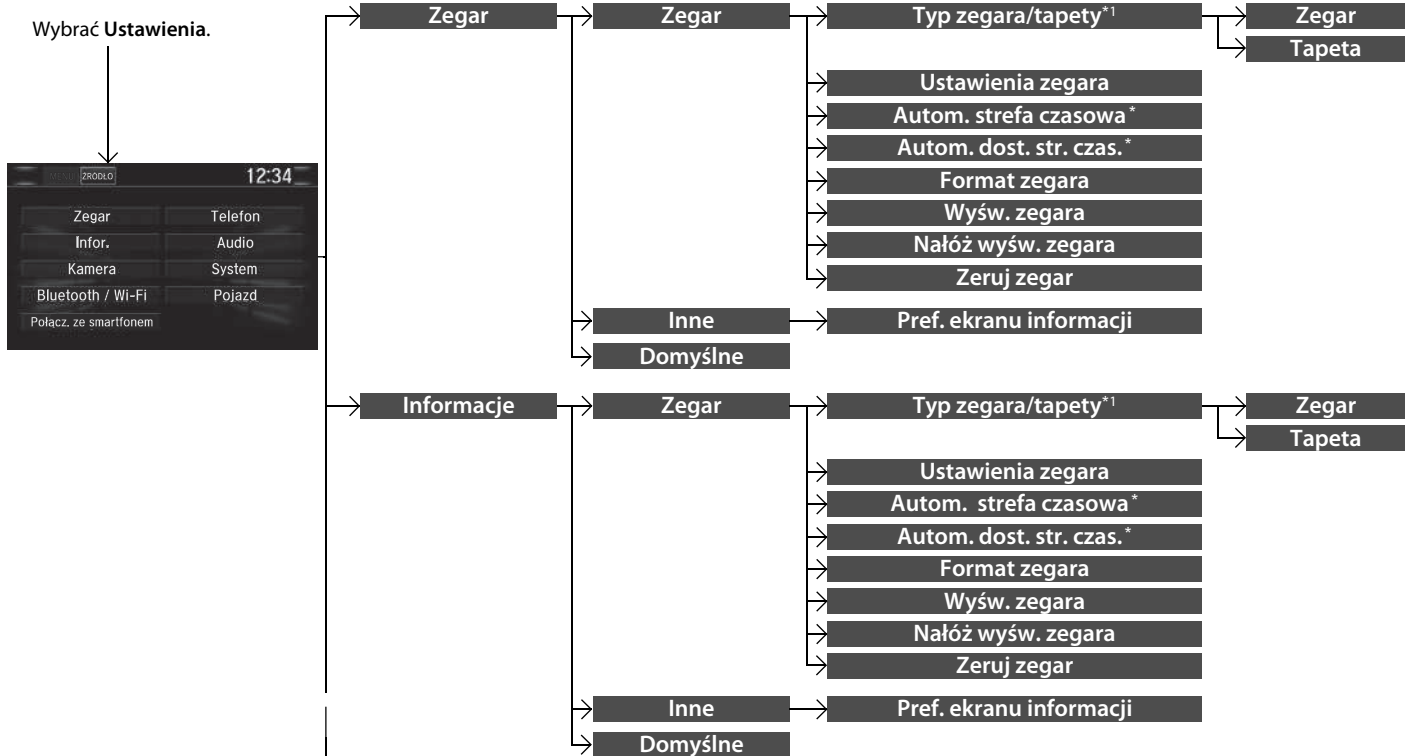 Wybrać Ustawienia.
ŹRÓDŁO 12:34
Zegar Telefon
Infor. Audio
Kamera System
Bluetooth / Wi-Fi Pojazd
Połącz. ze smartfonem
Zegar Zegar Typ zegara/tapety*1 Zegar
Tapeta
Ustawienia zegara
Autom. strefa czasowa*
Autom. dost. str. czas.*
Format zegara
Wyśw. zegara
Nałóż wyśw. zegara
Zeruj zegar
Inne Pref. ekranu informacji
Domyślne
Informacje Zegar Typ zegara/tapety*1 Zegar
Tapeta
Ustawienia zegara
Autom. strefa czasowa*
Autom. dost. str. czas.*
Format zegara
Wyśw. zegara
Nałóż wyśw. zegara
Zeruj zegar
Inne Pref. ekranu informacji
Domyślne